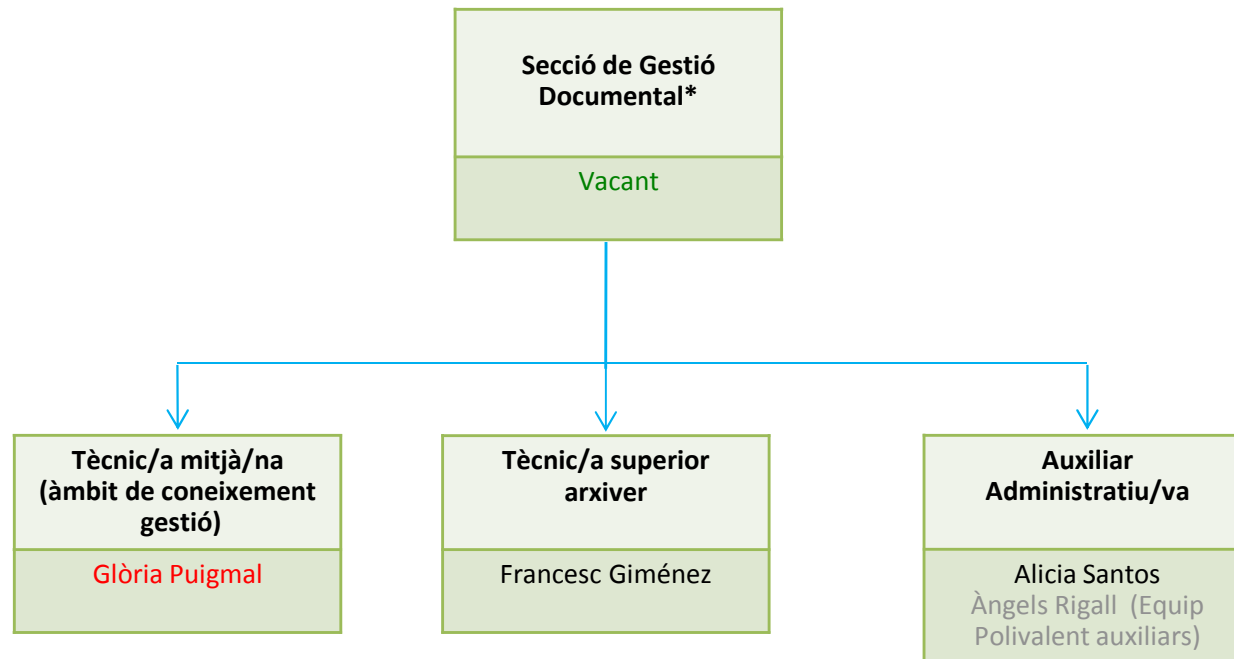 Secció de Gestió
Documental*
Vacant
Tècnic/a mitjà/na
(àmbit de coneixement
gestió)
Glòria Puigmal
Tècnic/a superior
arxiver
Francesc Giménez
Auxiliar
Administratiu/va
Alicia Santos
Àngels Rigall (Equip
Polivalent auxiliars)